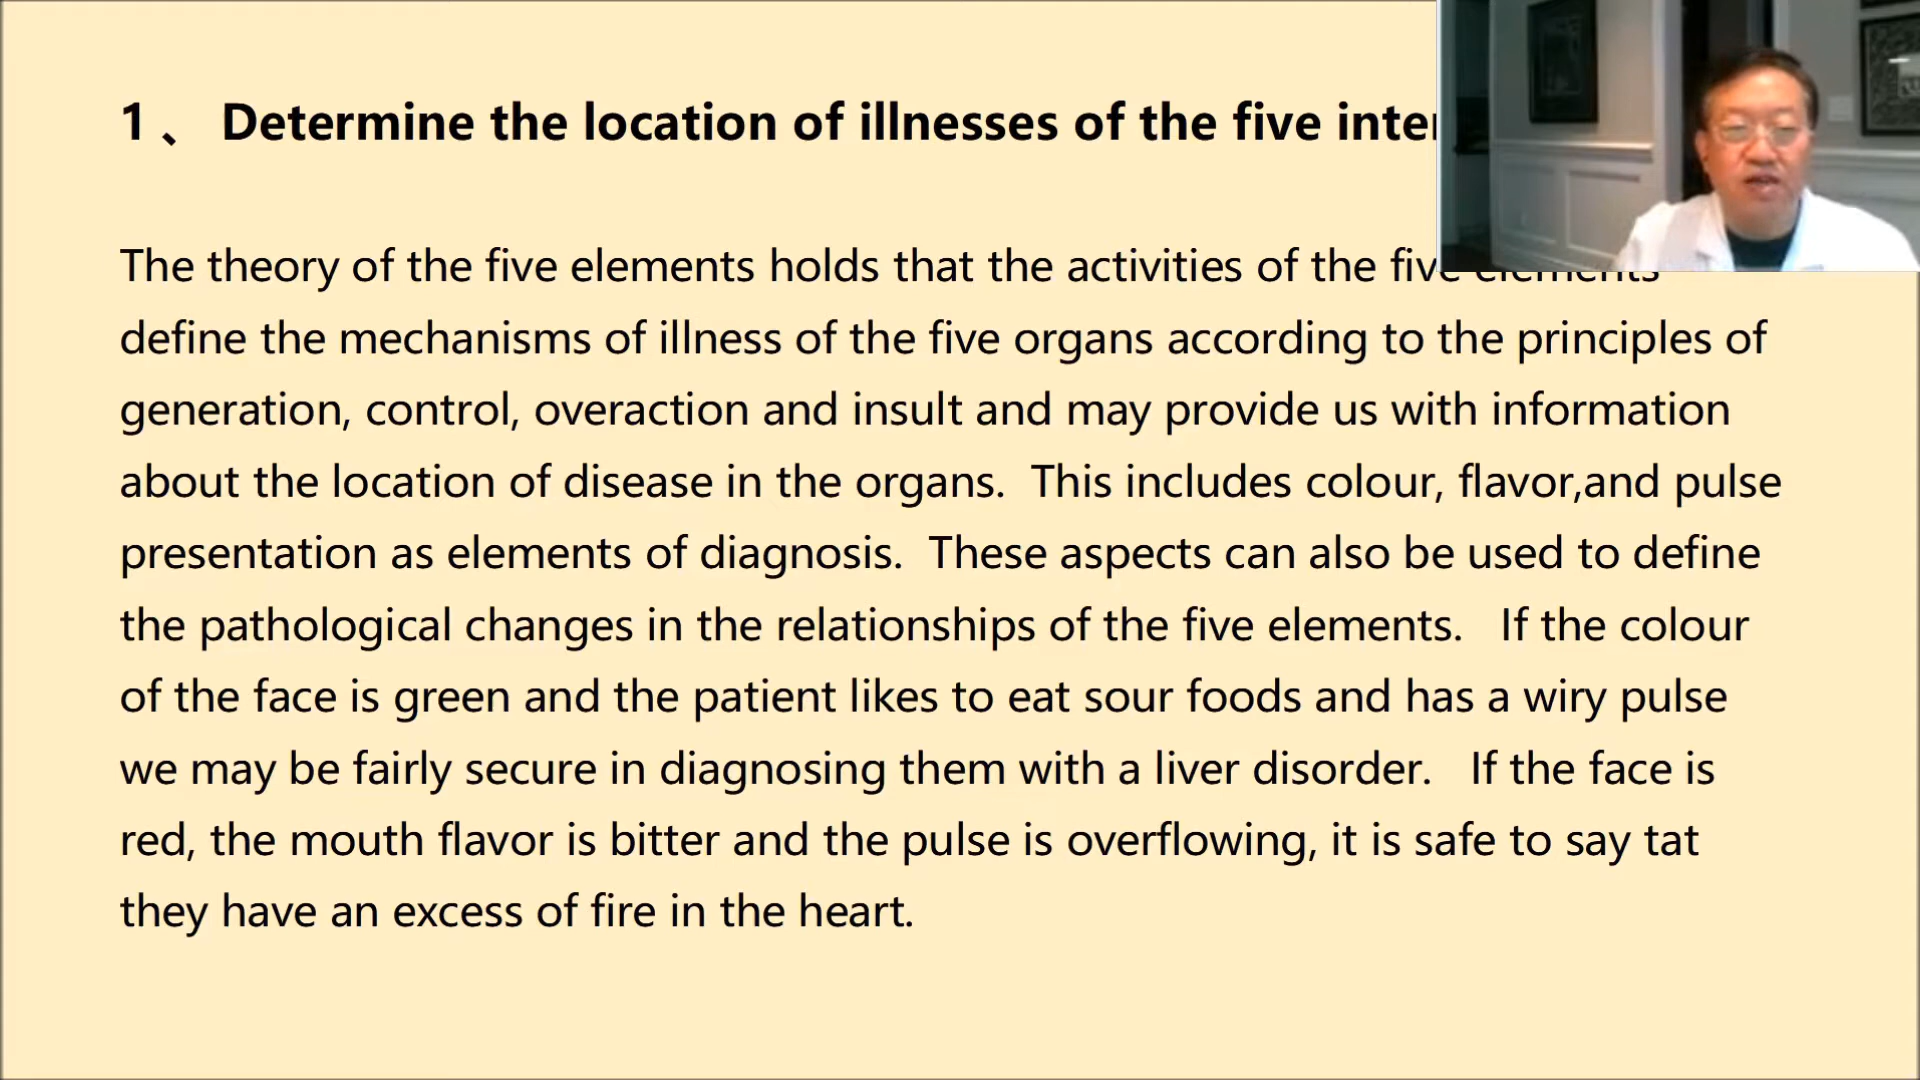 1、 Determine the location of illnesses of the five
The theory of the five elements holds that the activities of the five elements
define the mechanisms of illness of the five organs according to the principles of
generation, control, overaction and insult and may provide us with information
about the location of disease in the organs. This includes colour, flavor,and pulse
presentation as elements of diagnosis. These aspects can also be used to define
the pathological changes in the relationships of the five elements. If the colour
of the face is green and the patient likes to eat sour foods and has a wiry pulse
we may be fairly secure in diagnosing them with a liver disorder. If the face is
red, the mouth flavor is bitter and the pulse is overflowing, it is safe to say tat
they have an excess of fire in the heart.